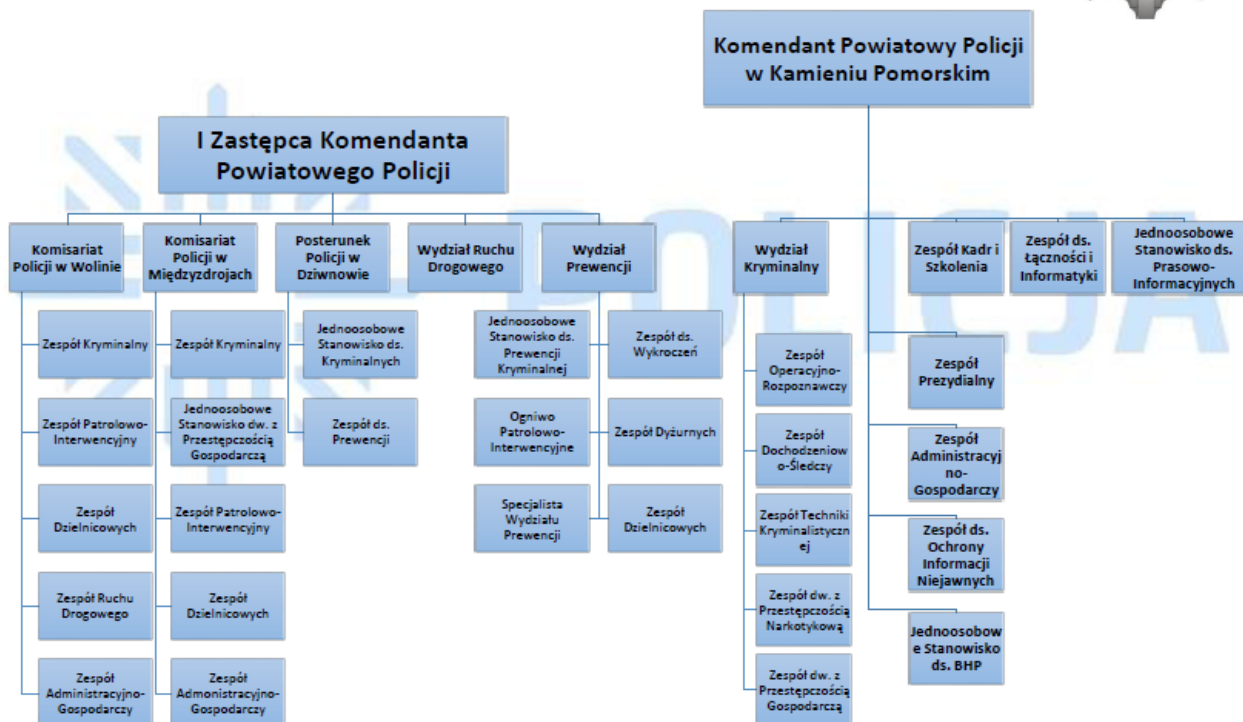 Komendant Powiatowy Policji
w Kamieniu Pomorskim
I Zastępca Komendanta
Powiatowego Policji
Komisariat
Policji w Wolinie
Komisariat
Policji w
Międzyzdrojach
Posterunek
Policji w
Dziwnowie
Wydział Ruchu
Drogowego
Wydział
Prewencji
Wydział
Kryminalny
Zespół Kadr i
Szkolenia
Zespół ds.
Łączności i
Informatyki
Jednoosobowe
Stanowisko ds.
Prasowo-
Informacyjnych
POLICJA
Zespół Kryminalny
Zespół Patrolowo-
Interwencyjny
Zespół
Dzielnicowych
Zespół Ruchu
Drogowego
Zespół
Administracyjno-
Gospodarczy
Zespół Kryminalny
Jednoosobowe
Stanowisko dw. z
Przestępczością
Gospodarczą
Zespół Patrolowo-
Interwencyjny
Zespół
Dzielnicowych
Zespół
Admonistracyjno-
Gospodarczy
Jednoosobowe
Stanowisko ds.
Kryminalnych
Zespół ds.
Prewencji
Jednoosobowe
Stanowisko ds.
Prewencji
Kryminalnej
Ogniwo
Patrolowo-
Interwencyjne
Specjalista
Wydziału
Prewencji
Zespół ds.
Wykroczeń
Zespół Dyżurnych
Zespół
Dzielnicowych
Zespół
Operacyjno-
Rozpoznawczy
Zespół
Dochodzeniow
o-Śledczy
Zespół Techniki
Kryminalistyczn
ej
Zespół dw. z
Przestępczością
Narkotykową
Zespół dw. z
Przestępczością
Gospodarczą
Zespół
Prezydialny
Zespół
Administracyj
no-
Gospodarczy
Zespół ds.
Ochrony
Informacji
Niejawnych
Jednoosobow
e Stanowisko
ds. BHP